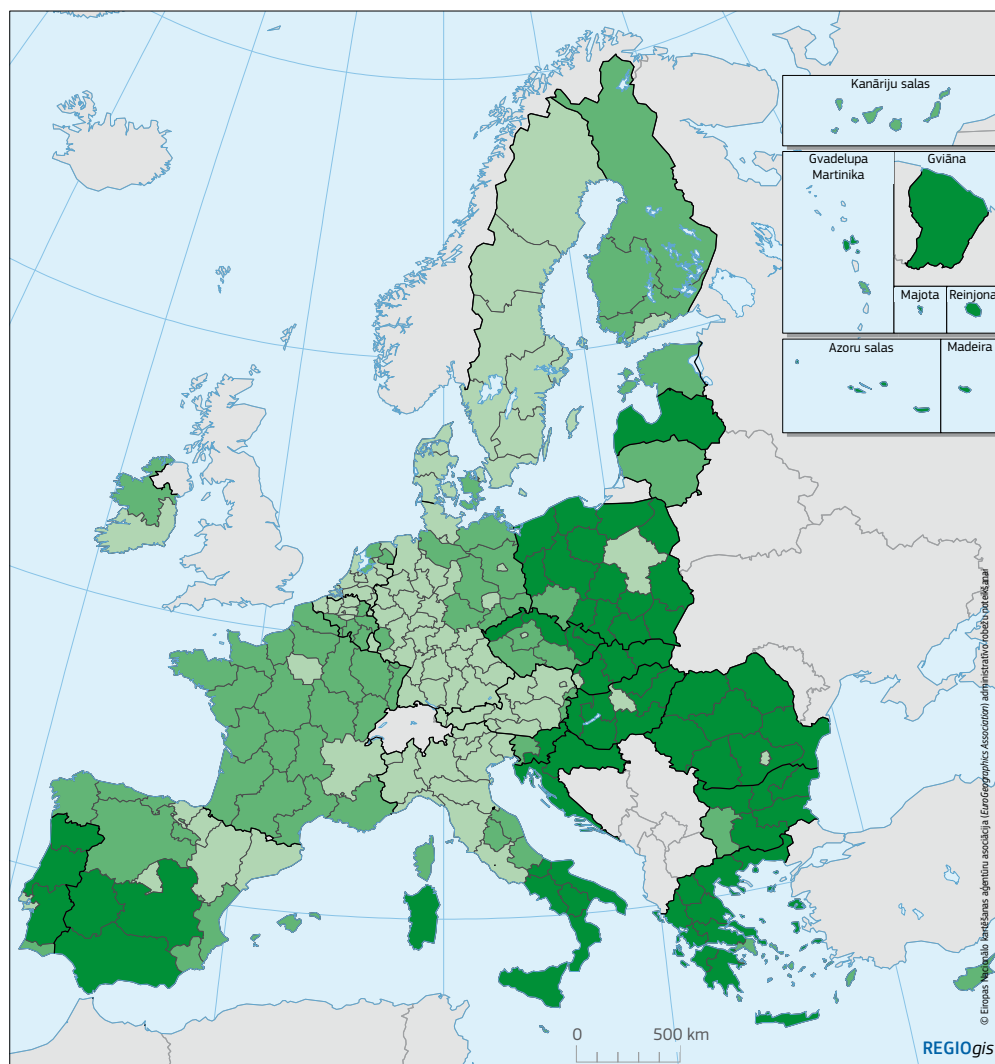 Kanāriju salas
Gvadelupa
Martinika
Gviāna
Majota
Reinjona
Azoru salas
Madeira
© Eiropas Nacionālo kartēšanas aģentūru asociācija (EuroGeographics Association) administratīvo robežu noteikšanai
0
500 km
REGIOgis